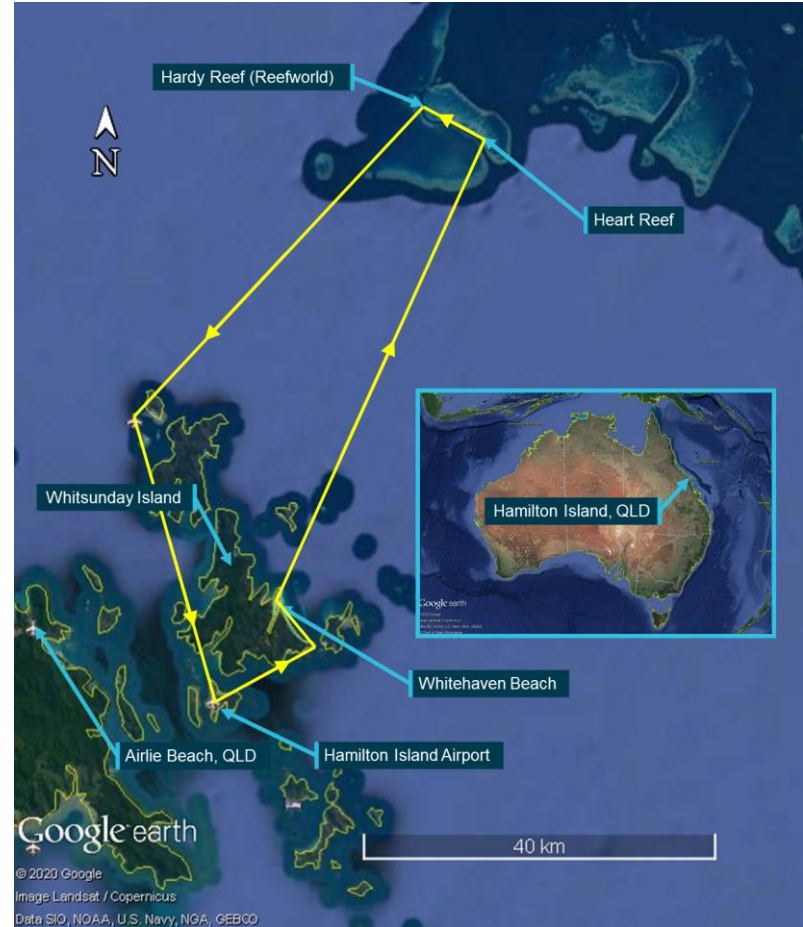 Hardy Reef (Reefworld)
N
Heart Reef
Whitsunday Island
Hamilton Island, QLD
Google earth
Whitehaven Beach
Airlie Beach, QLD
Hamilton Island Airport
40 km
Google earth
© 2020 Google
Image Landsat / Copernicus
Data SIO, NOAA, U.S. Navy, NGA, GEBCO